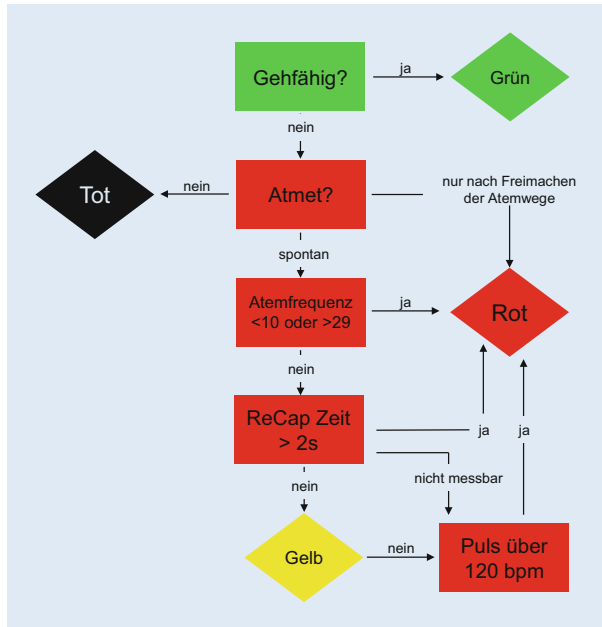 Gehfähig?
ja
Grün
nein
Tot
nein
Atmet?
nur nach Freimachen
der Atemwege
spontan
Atemfrequenz
<10 oder >29
ja
Rot
nein
ReCap Zeit
> 2s
ja
ja
nicht messbar
nein
Gelb
nein
Puls über
120 bpm